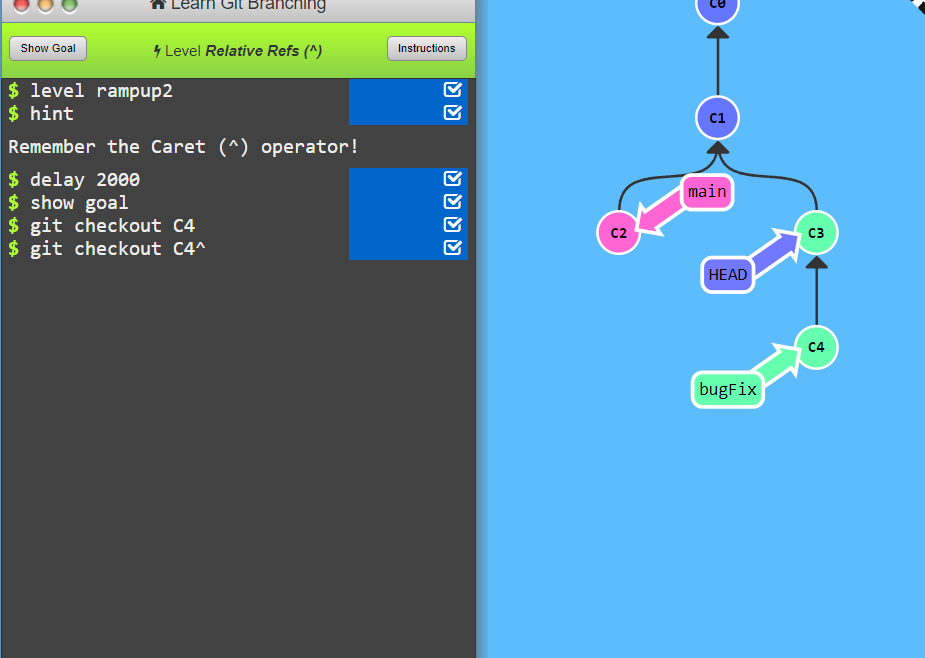 Learn Git Branching
Show Goal
Level Relative Refs (^)
Instructions
$ level rampup2
$ hint
Remember the Caret (^) operator!
$ delay 2000
$ show goal
$ git checkout C4
$ git checkout C4^
C0
C1
main
C2
C3
HEAD
C4
bugFix